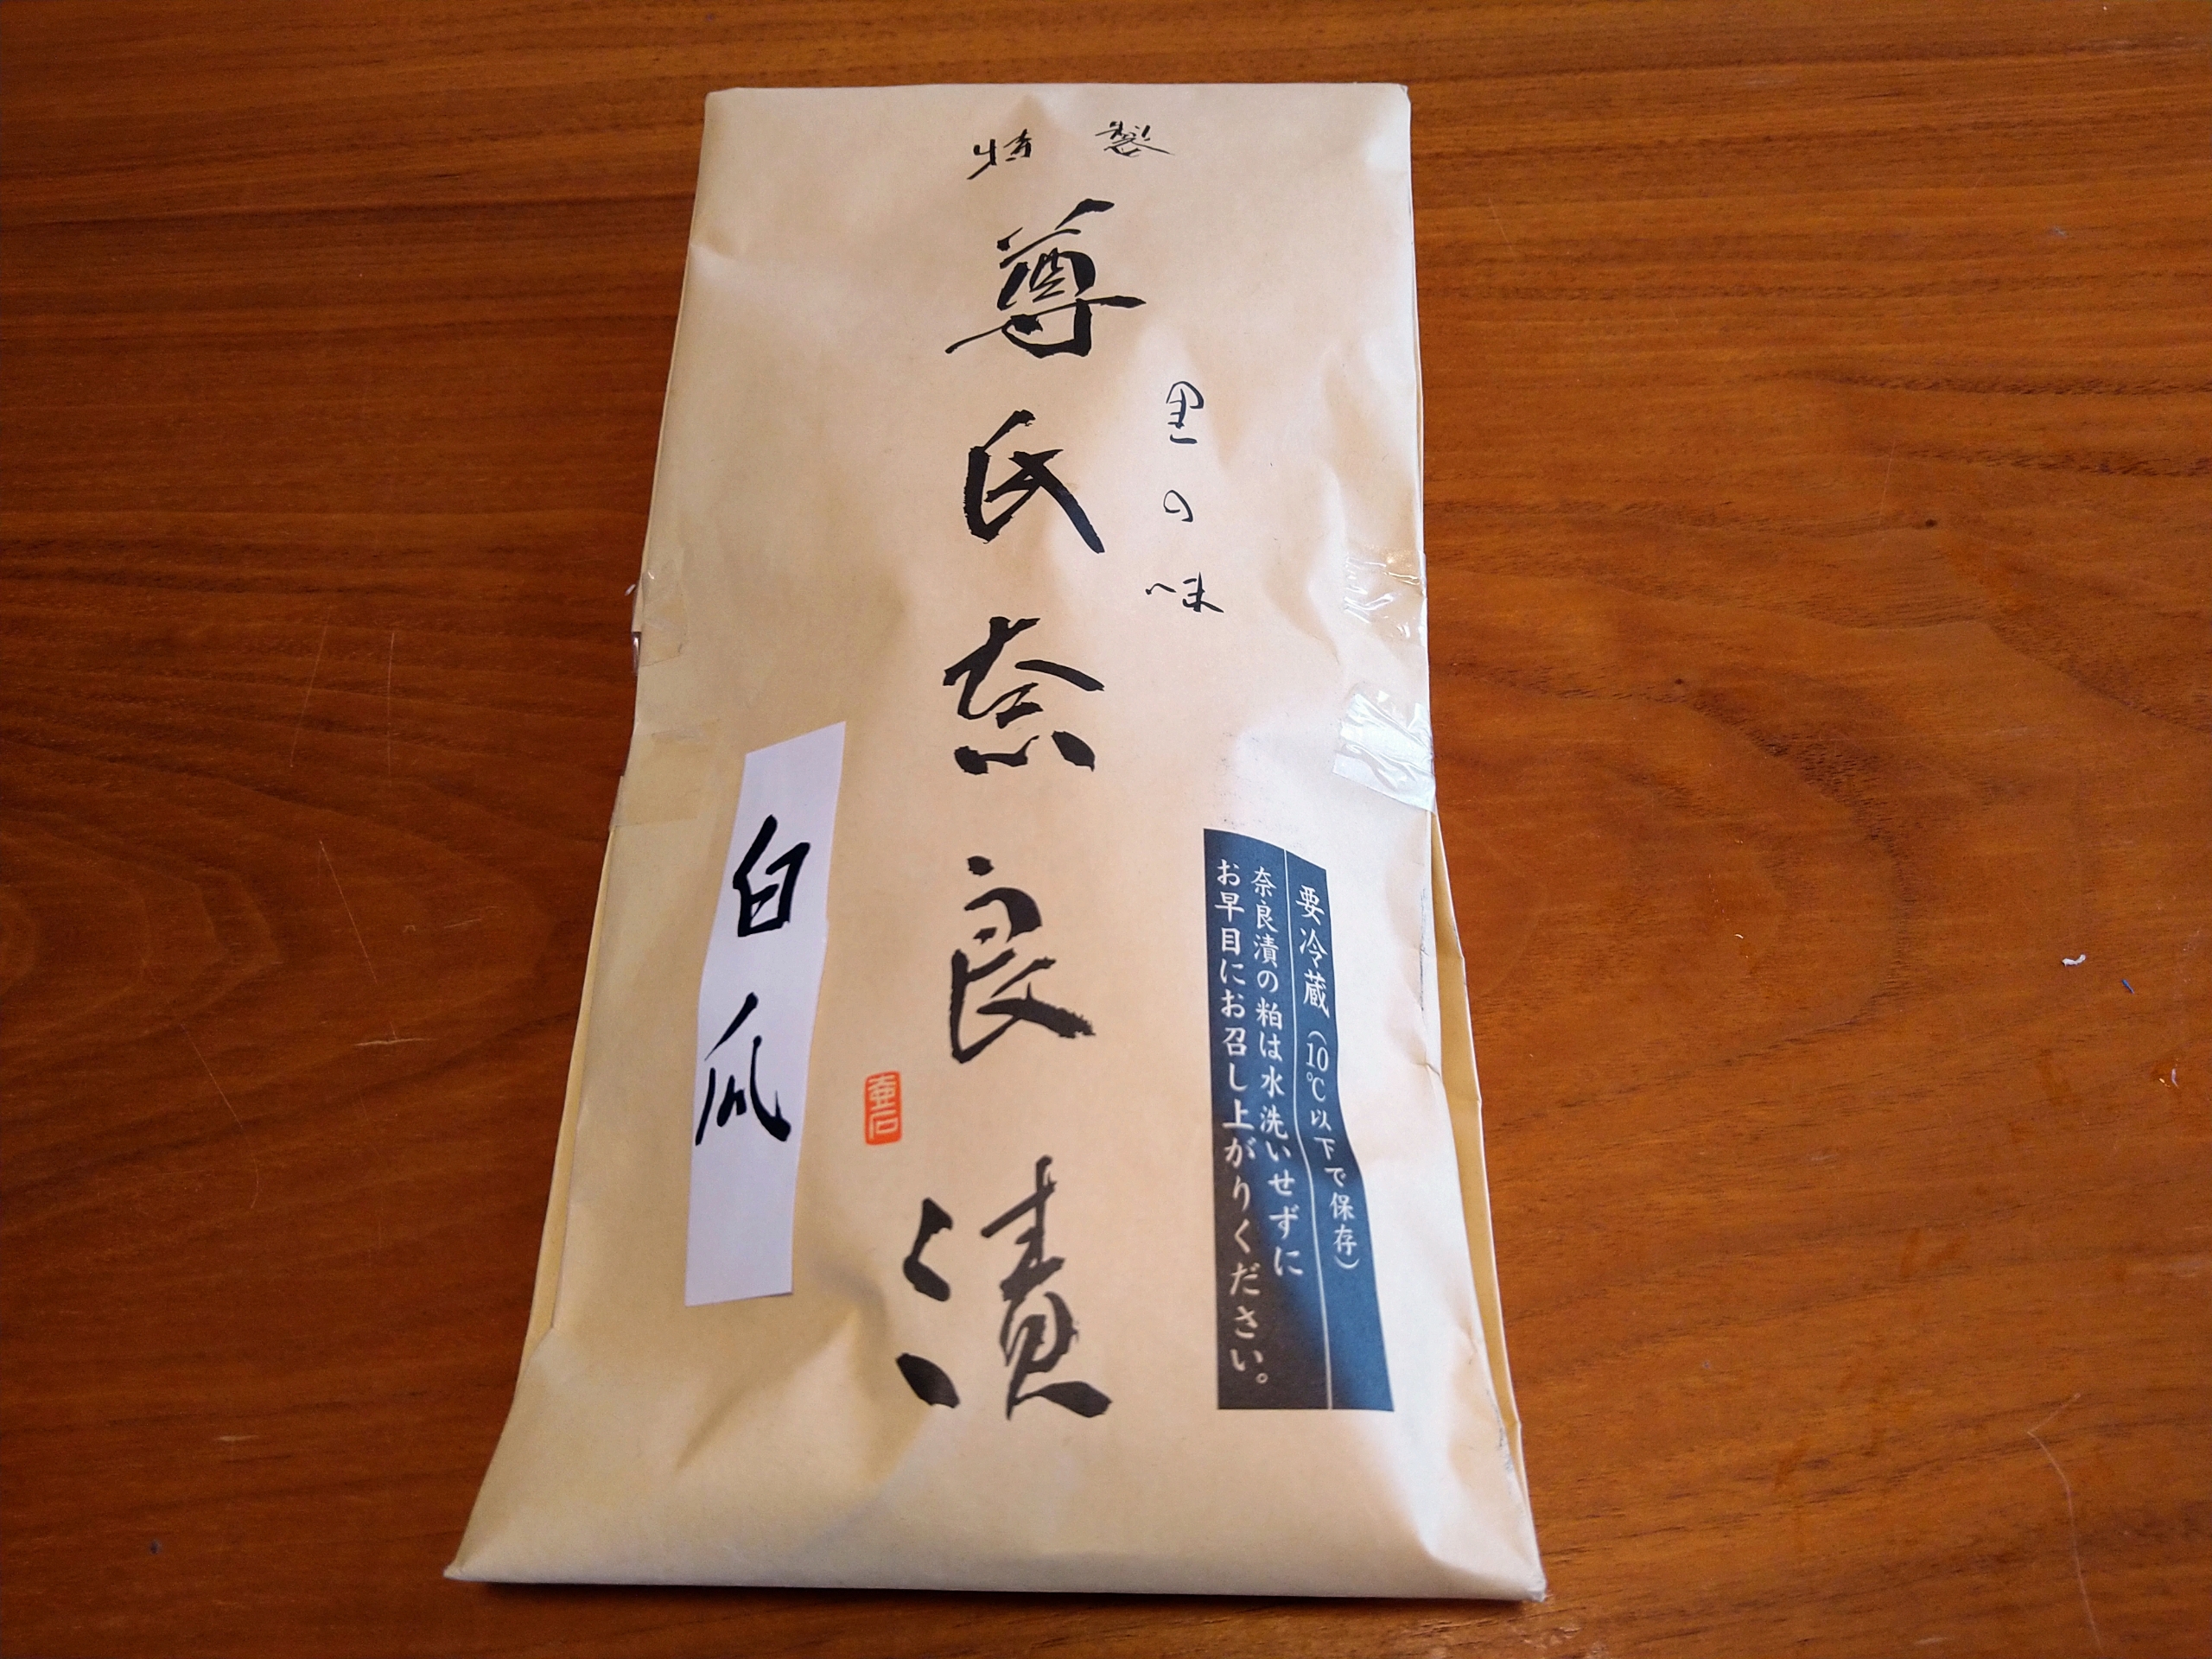 特製
里の味
尊氏奈良漬
要冷蔵（10℃以下で保存）
奈良漬の粕は水洗いせずに
お早目にお召し上がりください。
白瓜